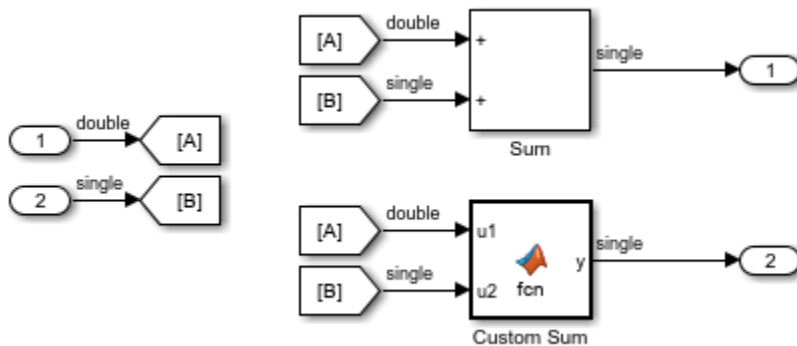 1
double
[A]
2
single
[B]
[A]
double
+
[B]
single
+
single
1
Sum
[A]
double
u1
[B]
single
u2
fcn
y
single
2
Custom Sum